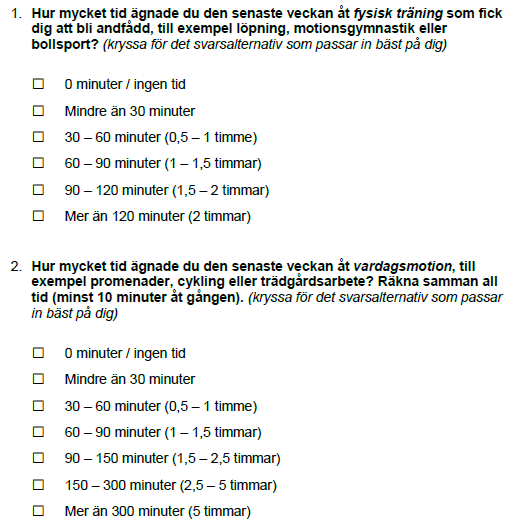 1. Hur mycket tid ägnade du den senaste veckan åt fysisk träning som fick
dig att bli andfådd, till exempel löpning, motionsgymnastik eller
bollsport? (kryssa för det svarsalternativ som passar in bäst på dig)
0 minuter / ingen tid
Mindre än 30 minuter
30 – 60 minuter (0,5 – 1 timme)
60 – 90 minuter (1 – 1,5 timmar)
90 – 120 minuter (1,5 – 2 timmar)
Mer än 120 minuter (2 timmar)
2. Hur mycket tid ägnade du den senaste veckan åt vardagsmotion, till
exempel promenader, cykling eller trädgårdsarbete? Räkna samman all
tid (minst 10 minuter åt gången). (kryssa för det svarsalternativ som passar
in bäst på dig)
0 minuter / ingen tid
Mindre än 30 minuter
30 – 60 minuter (0,5 – 1 timme)
60 – 90 minuter (1 – 1,5 timmar)
90 – 150 minuter (1,5 – 2,5 timmar)
150 – 300 minuter (2,5 – 5 timmar)
Mer än 300 minuter (5 timmar)